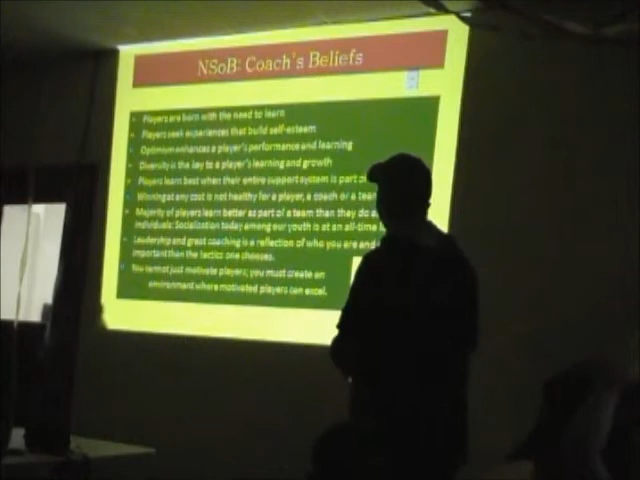 NSoB: Coach's Beliefs
Players are born with the need to learn
Players seek experiences that build self-esteem
Optimism enhances a player's performance and learning
Diversity is the key to a player's learning and growth
Players learn best when their entire support system is part
Winning at any cost is not healthy for a player, a coach or a team
Majority of players learn better as part of a team than they do
individuals: Socialization today among our youth is at an all-time
Leadership and great coaching is a reflection of who you are and
important than the tactics one chooses.
You cannot just motivate players; you must create an
environment where motivated players can excel.